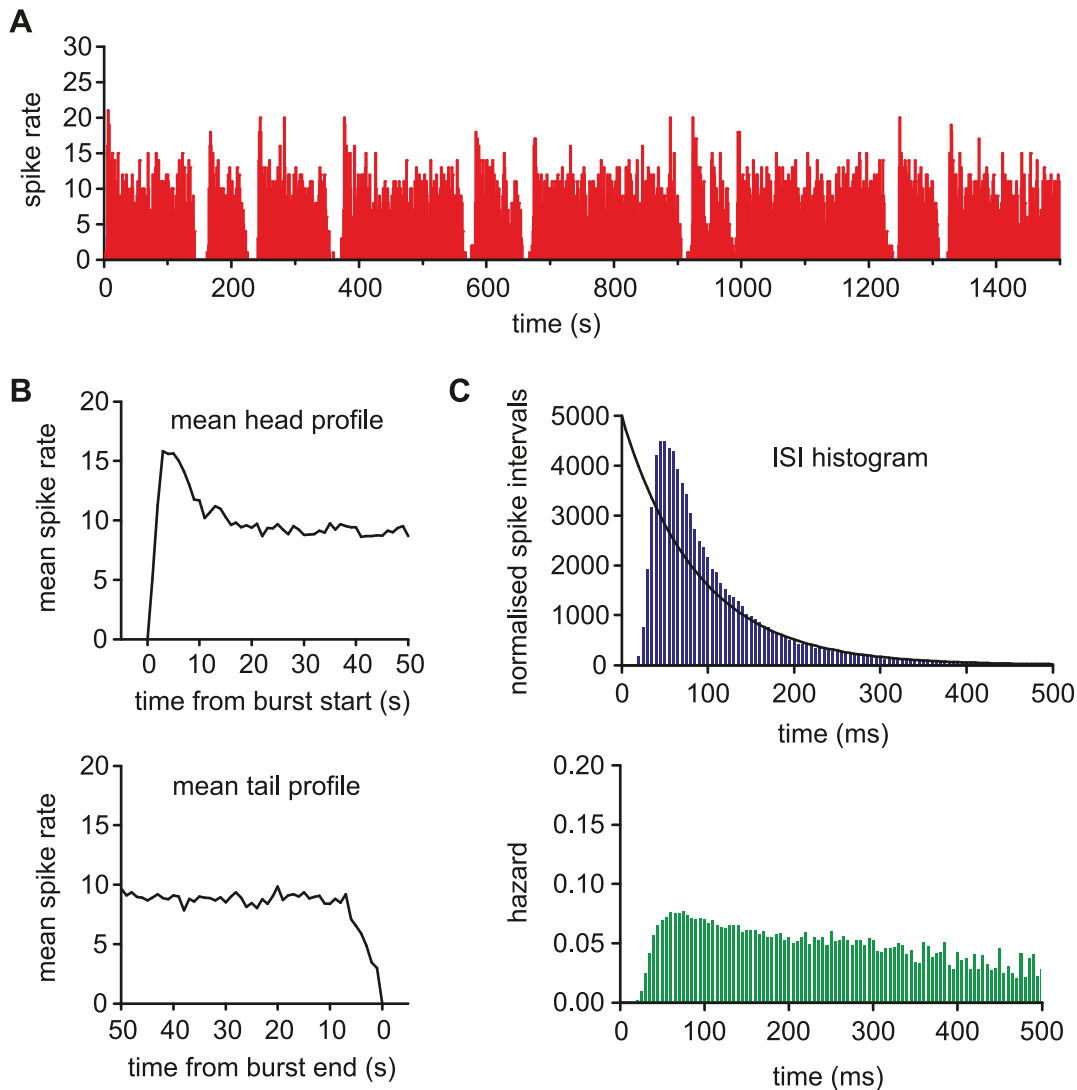 A
spike rate
30
25
20
15
10
5
0
0 200 400 600 800 1000 1200 1400
time (s)
B
mean head profile
mean spike rate
20
15
10
5
0
0 10 20 30 40 50
time from burst start (s)
mean tail profile
mean spike rate
20
15
10
5
0
50 40 30 20 10 0
time from burst end (s)
C
ISI histogram
normalised spike intervals
5000
4000
3000
2000
1000
0
0 100 200 300 400 500
time (ms)
hazard
0.20
0.15
0.10
0.05
0.00
0 100 200 300 400 500
time (ms)